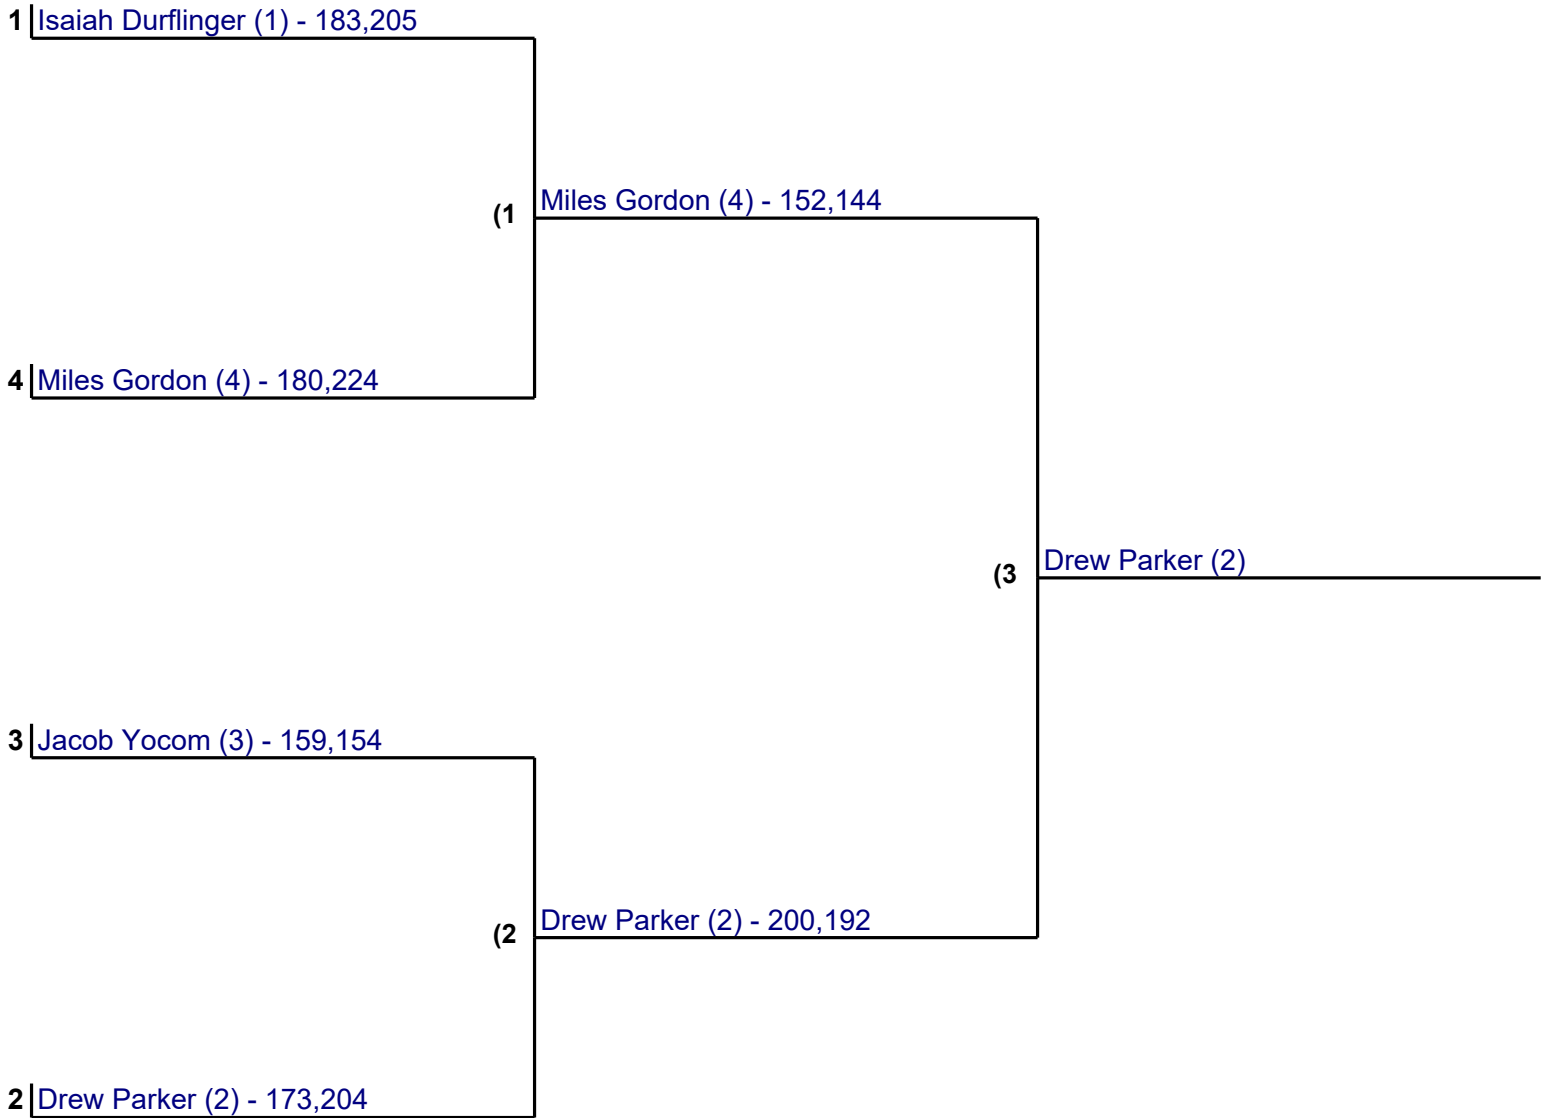 1 Isaiah Durflinger (1) - 183,205
(1 Miles Gordon (4) - 152,144
4 Miles Gordon (4) - 180,224
(3 Drew Parker (2)
3 Jacob Yocom (3) - 159,154
(2 Drew Parker (2) - 200,192
2 Drew Parker (2) - 173,204